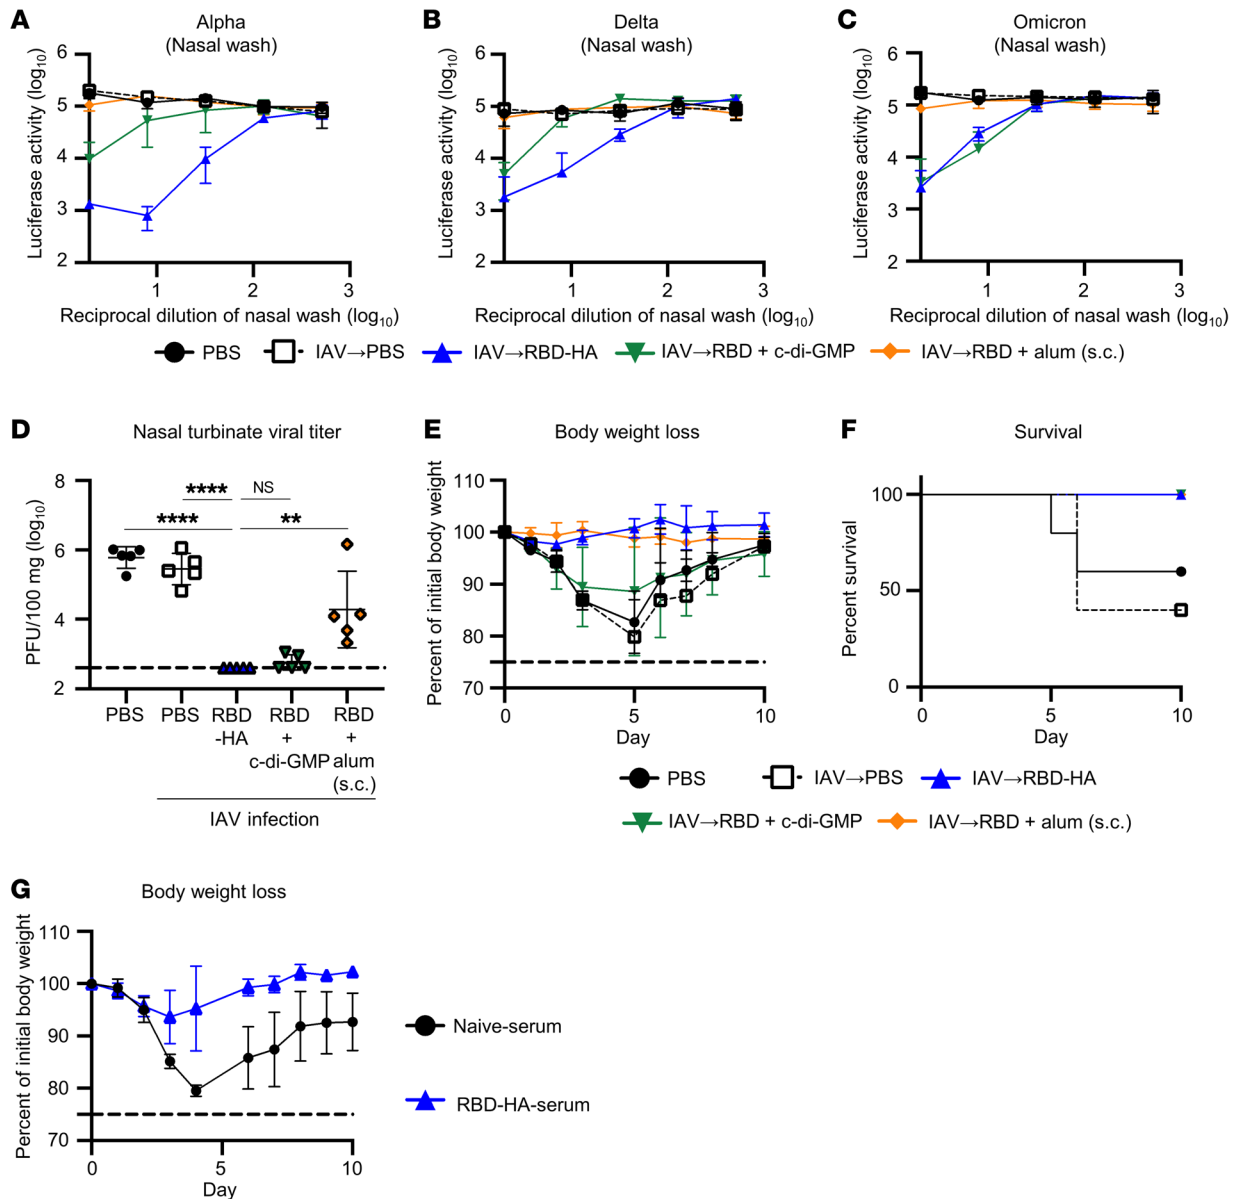 A
Alpha
(Nasal wash)
Luciferase activity (log10)
6
5
4
3
2
1
2
3
Reciprocal dilution of nasal wash (log10)
B
Delta
(Nasal wash)
Luciferase activity (log10)
6
5
4
3
2
1
2
3
Reciprocal dilution of nasal wash (log10)
C
Omicron
(Nasal wash)
Luciferase activity (log10)
6
5
4
3
2
1
2
3
Reciprocal dilution of nasal wash (log10)
PBS
IAV→PBS
IAV→RBD-HA
IAV→RBD + c-di-GMP
IAV→RBD + alum (s.c.)
D
Nasal turbinate viral titer
PFU/100 mg (log10)
8
6
4
2
****
NS
****
**
PBS
PBS
RBD
-HA
RBD
+
c-di-GMP
RBD
+
alum
(s.c.)
IAV infection
E
Body weight loss
Percent of initial body weight
110
100
90
80
70
0
5
10
Day
F
Survival
Percent survival
100
50
0
0
5
10
Day
PBS
IAV→PBS
IAV→RBD-HA
IAV→RBD + c-di-GMP
IAV→RBD + alum (s.c.)
G
Body weight loss
Percent of initial body weight
110
100
90
80
70
0
5
10
Day
Naive-serum
RBD-HA-serum